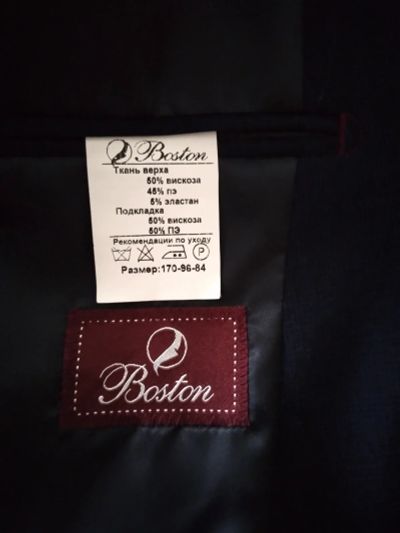 Boston
Ткань верха
50% вискоза
45% пэ
5% эластан
Подкладка
50% вискоза
50% ПЭ
Рекомендации по уходу
P
Размер:170-96-84
Boston